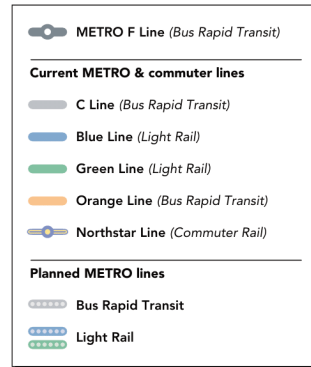 METRO F Line (Bus Rapid Transit)
Current METRO & commuter lines
C Line (Bus Rapid Transit)
Blue Line (Light Rail)
Green Line (Light Rail)
Orange Line (Bus Rapid Transit)
Northstar Line (Commuter Rail)
Planned METRO lines
Bus Rapid Transit
Light Rail